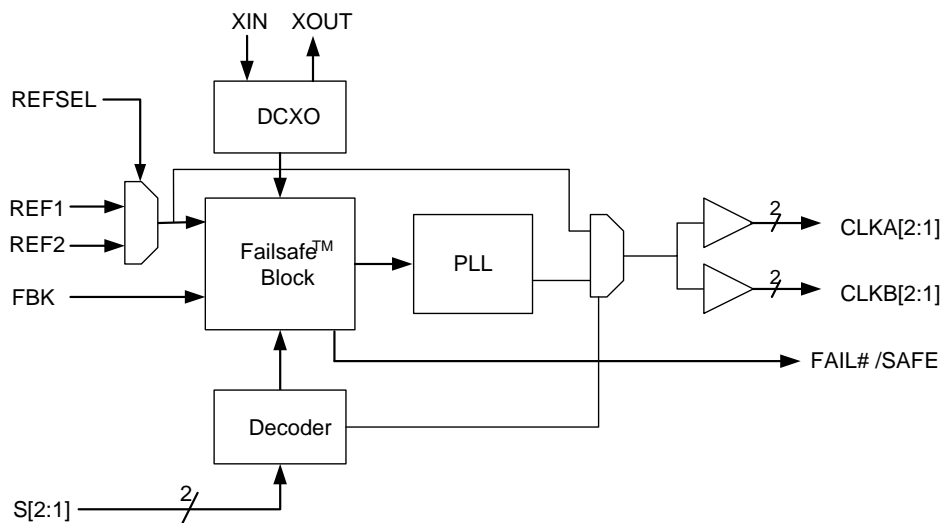 XIN XOUT
REFSEL
DCXO
REF1
REF2
Failsafe™
Block
PLL
2
CLKA[2:1]
FBK
2
CLKB[2:1]
FAIL# /SAFE
Decoder
S[2:1]
2